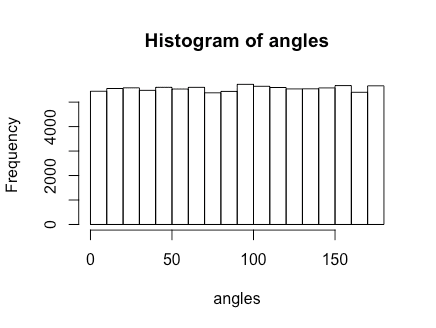 Histogram of angles
Frequency
4000
2000
0
0 50 100 150
angles